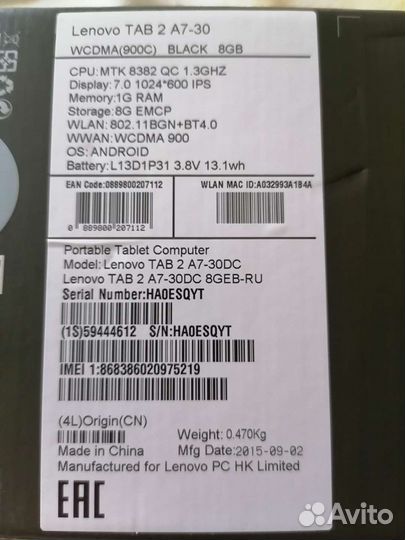 Lenovo TAB 2 A7-30
WCDMA(900C) BLACK 8GB
CPU:MTK 8382 QC 1.3GHZ
Display:7.0 1024*600 IPS
Memory:1G RAM
Storage:8G EMCP
WLAN:802.11BGN+BT4.0
WWAN:WCDMA 900
OS:ANDROID
Battery:L13D1P31 3.8V 13.1wh
EAN Code:0889800207112 WLAN MAC ID:A032993A1B4A
0 889800 207112
Portable Tablet Computer
Model:Lenovo TAB 2 A7-30DC
Lenovo TAB 2 A7-30DC 8GEB-RU
Serial Number:HA0ESQYT
(1S)59444612 S/N:HA0ESQYT
IMEI 1:868386020975219
(4L)Origin(CN)
Weight: 0.470Kg
Made in China Mfg Date:2015-09-02
Manufactured for Lenovo PC HK Limited
EAC
Avito